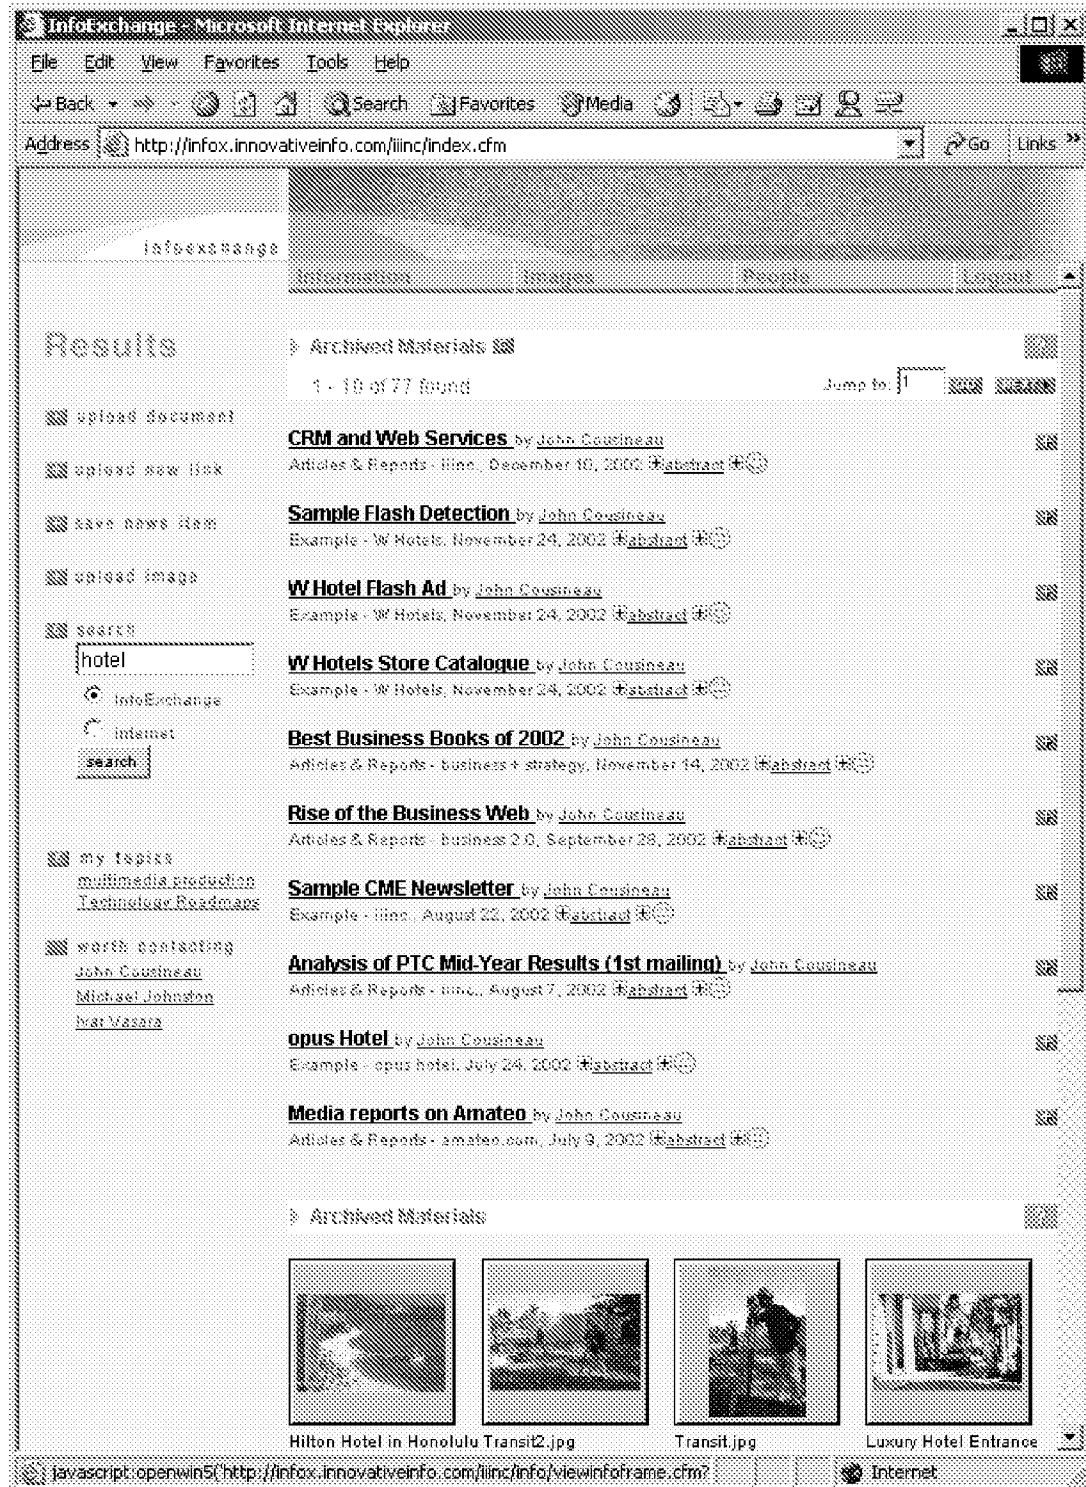 InfoExchange - Microsoft Internet Explorer
File Edit View Favorites Tools Help
Back Search Favorites Media
Address http://infox.innovativeinfo.com/iiinc/index.cfm Go Links »
infoexchange
Information Images People Logout
Results
Archived Materials
1 - 10 of 77 found Jump to: 1
upload document
upload new link
save news item
upload image
search
hotel
InfoExchange
internet
search
my topics
multimedia production
Technology Roadmaps
worth contacting
John Cousineau
Michael Johnston
Ivar Vasara
CRM and Web Services by John Cousineau
Articles & Reports - iiinc., December 10, 2002 abstract
Sample Flash Detection by John Cousineau
Example - W Hotels, November 24, 2002 abstract
W Hotel Flash Ad by John Cousineau
Example - W Hotels, November 24, 2002 abstract
W Hotels Store Catalogue by John Cousineau
Example - W Hotels, November 24, 2002 abstract
Best Business Books of 2002 by John Cousineau
Articles & Reports - business + strategy, November 14, 2002 abstract
Rise of the Business Web by John Cousineau
Articles & Reports - business 2.0, September 28, 2002 abstract
Sample CME Newsletter by John Cousineau
Example - iiinc., August 22, 2002 abstract
Analysis of PTC Mid-Year Results (1st mailing) by John Cousineau
Articles & Reports - iiinc., August 7, 2002 abstract
opus Hotel by John Cousineau
Example - opus hotel, July 24, 2002 abstract
Media reports on Amateo by John Cousineau
Articles & Reports - amateo.com, July 9, 2002 abstract
Archived Materials
Hilton Hotel in Honolulu Transit2.jpg Transit.jpg Luxury Hotel Entrance
javascript:openwin5('http://infox.innovativeinfo.com/iiinc/info/viewinfoframe.cfm? Internet